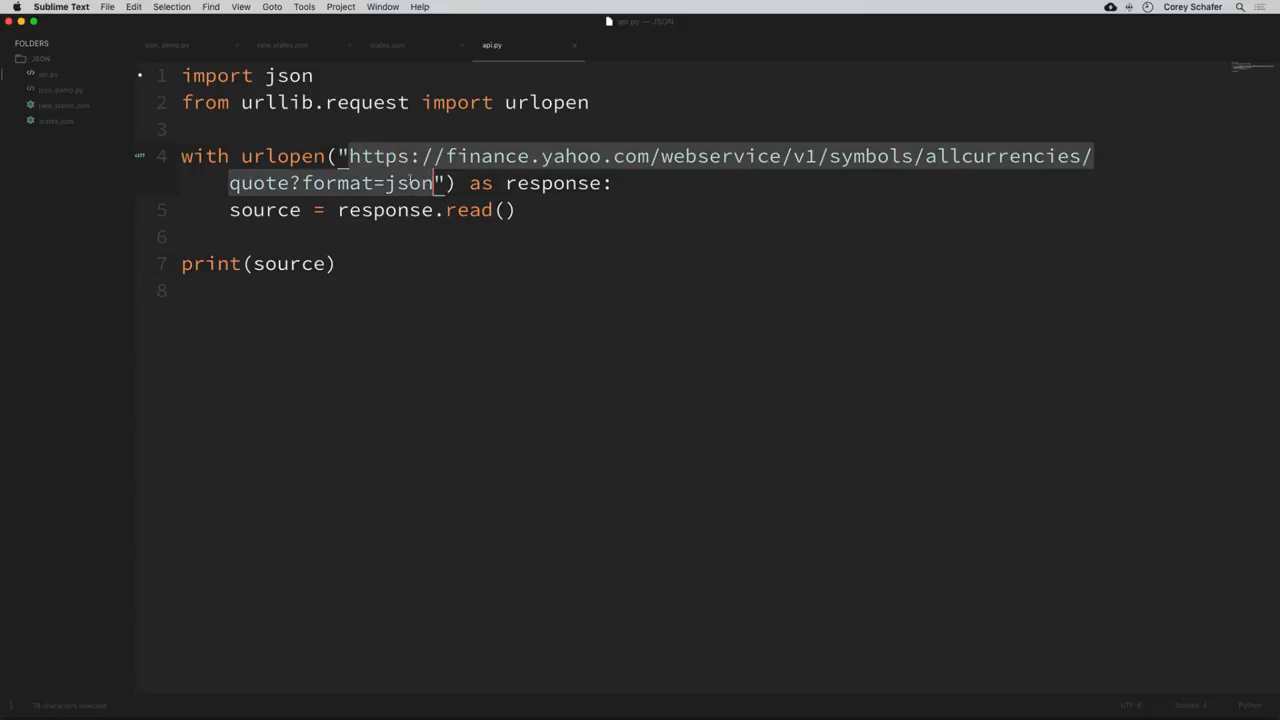 Sublime Text File Edit Selection Find View Goto Tools Project Window Help Corey Schafer
api.py — JSON
FOLDERS
JSON
api.py
json_demo.py
new_states.json
states.json
json_demo.py new_states.json states.json api.py
1 import json
2 from urllib.request import urlopen
3
4 with urlopen("https://finance.yahoo.com/webservice/v1/symbols/allcurrencies/
quote?format=json") as response:
5 source = response.read()
6
7 print(source)
8
78 characters selected UTF-8 Spaces: 4 Python